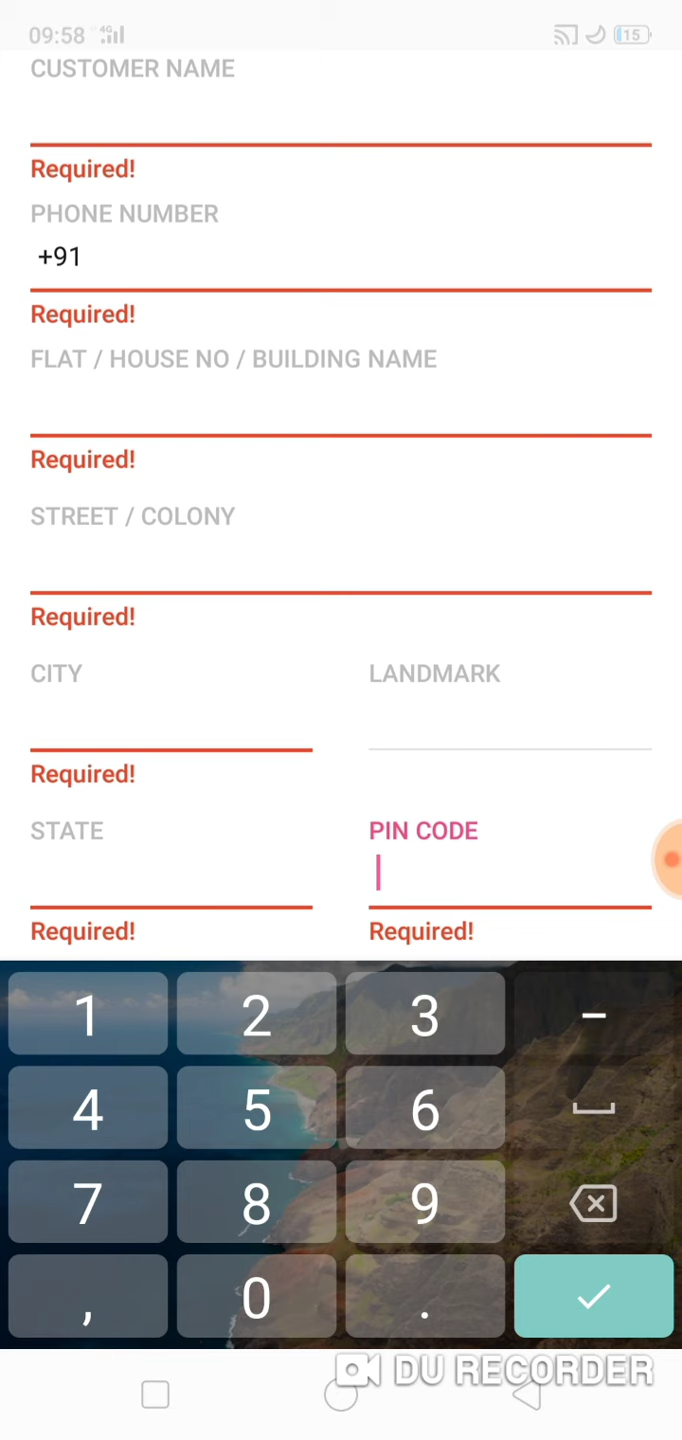 09:58 4G 15
CUSTOMER NAME
Required!
PHONE NUMBER
+91
Required!
FLAT / HOUSE NO / BUILDING NAME
Required!
STREET / COLONY
Required!
CITY LANDMARK
Required!
STATE PIN CODE
Required! Required!
1 2 3 −
4 5 6
7 8 9
, 0 .
DU RECORDER